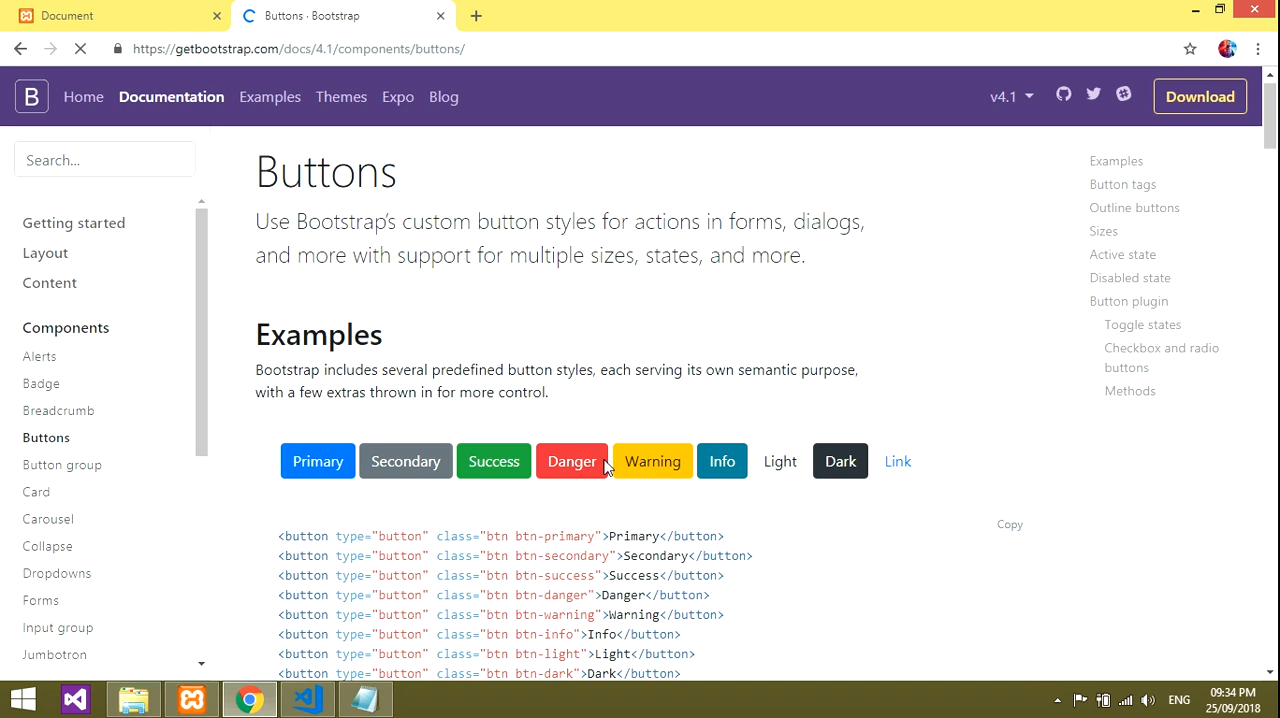 Document
Buttons · Bootstrap
https://getbootstrap.com/docs/4.1/components/buttons/
B
Home
Documentation
Examples
Themes
Expo
Blog
v4.1
Download
Search...
Getting started
Layout
Content
Components
Alerts
Badge
Breadcrumb
Buttons
Button group
Card
Carousel
Collapse
Dropdowns
Forms
Input group
Jumbotron
Buttons
Use Bootstrap's custom button styles for actions in forms, dialogs,
and more with support for multiple sizes, states, and more.
Examples
Bootstrap includes several predefined button styles, each serving its own semantic purpose,
with a few extras thrown in for more control.
Primary
Secondary
Success
Danger
Warning
Info
Light
Dark
Link
Copy
<button type="button" class="btn btn-primary">Primary</button>
<button type="button" class="btn btn-secondary">Secondary</button>
<button type="button" class="btn btn-success">Success</button>
<button type="button" class="btn btn-danger">Danger</button>
<button type="button" class="btn btn-warning">Warning</button>
<button type="button" class="btn btn-info">Info</button>
<button type="button" class="btn btn-light">Light</button>
<button type="button" class="btn btn-dark">Dark</button>
Examples
Button tags
Outline buttons
Sizes
Active state
Disabled state
Button plugin
Toggle states
Checkbox and radio
buttons
Methods
ENG
09:34 PM
25/09/2018